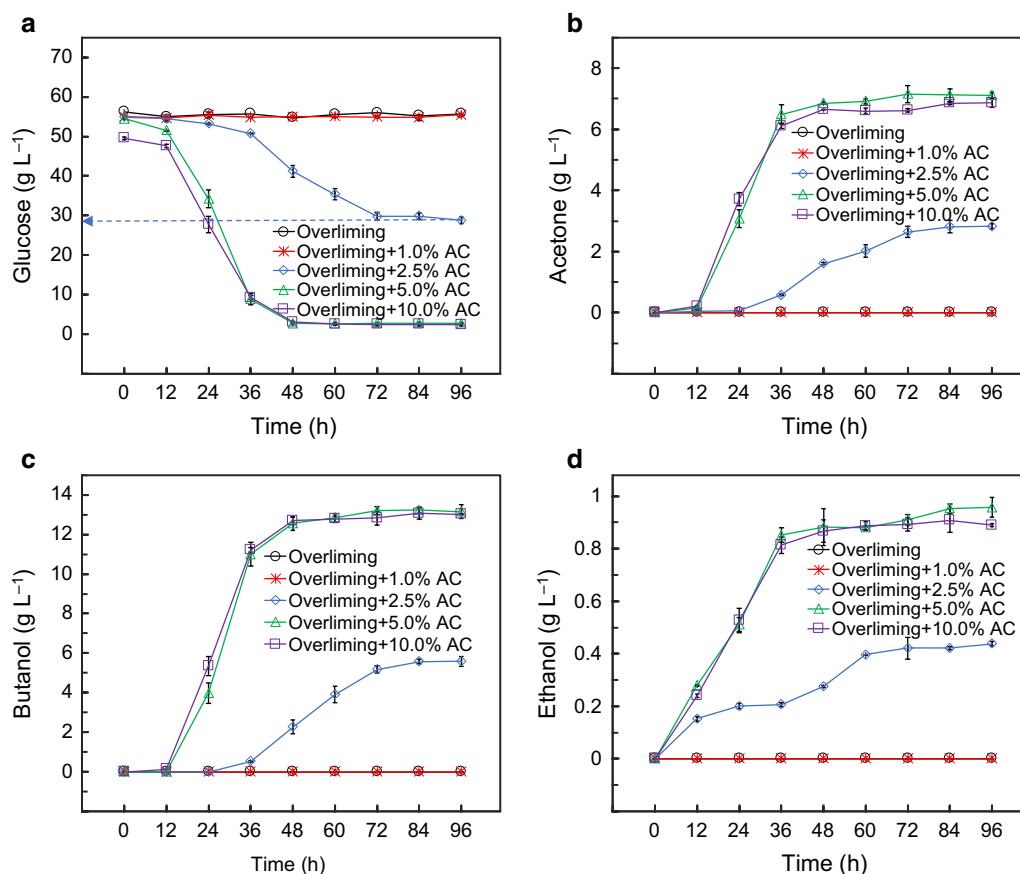 a
70
60
50
40
30
20
10
0
Glucose (g L⁻¹)
Overliming
Overliming+1.0% AC
Overliming+2.5% AC
Overliming+5.0% AC
Overliming+10.0% AC
0 12 24 36 48 60 72 84 96
Time (h)
b
8
6
4
2
0
Acetone (g L⁻¹)
Overliming
Overliming+1.0% AC
Overliming+2.5% AC
Overliming+5.0% AC
Overliming+10.0% AC
0 12 24 36 48 60 72 84 96
Time (h)
c
14
12
10
8
6
4
2
0
Butanol (g L⁻¹)
Overliming
Overliming+1.0% AC
Overliming+2.5% AC
Overliming+5.0% AC
Overliming+10.0% AC
0 12 24 36 48 60 72 84 96
Time (h)
d
1
0.8
0.6
0.4
0.2
0
Ethanol (g L⁻¹)
Overliming
Overliming+1.0% AC
Overliming+2.5% AC
Overliming+5.0% AC
Overliming+10.0% AC
0 12 24 36 48 60 72 84 96
Time (h)